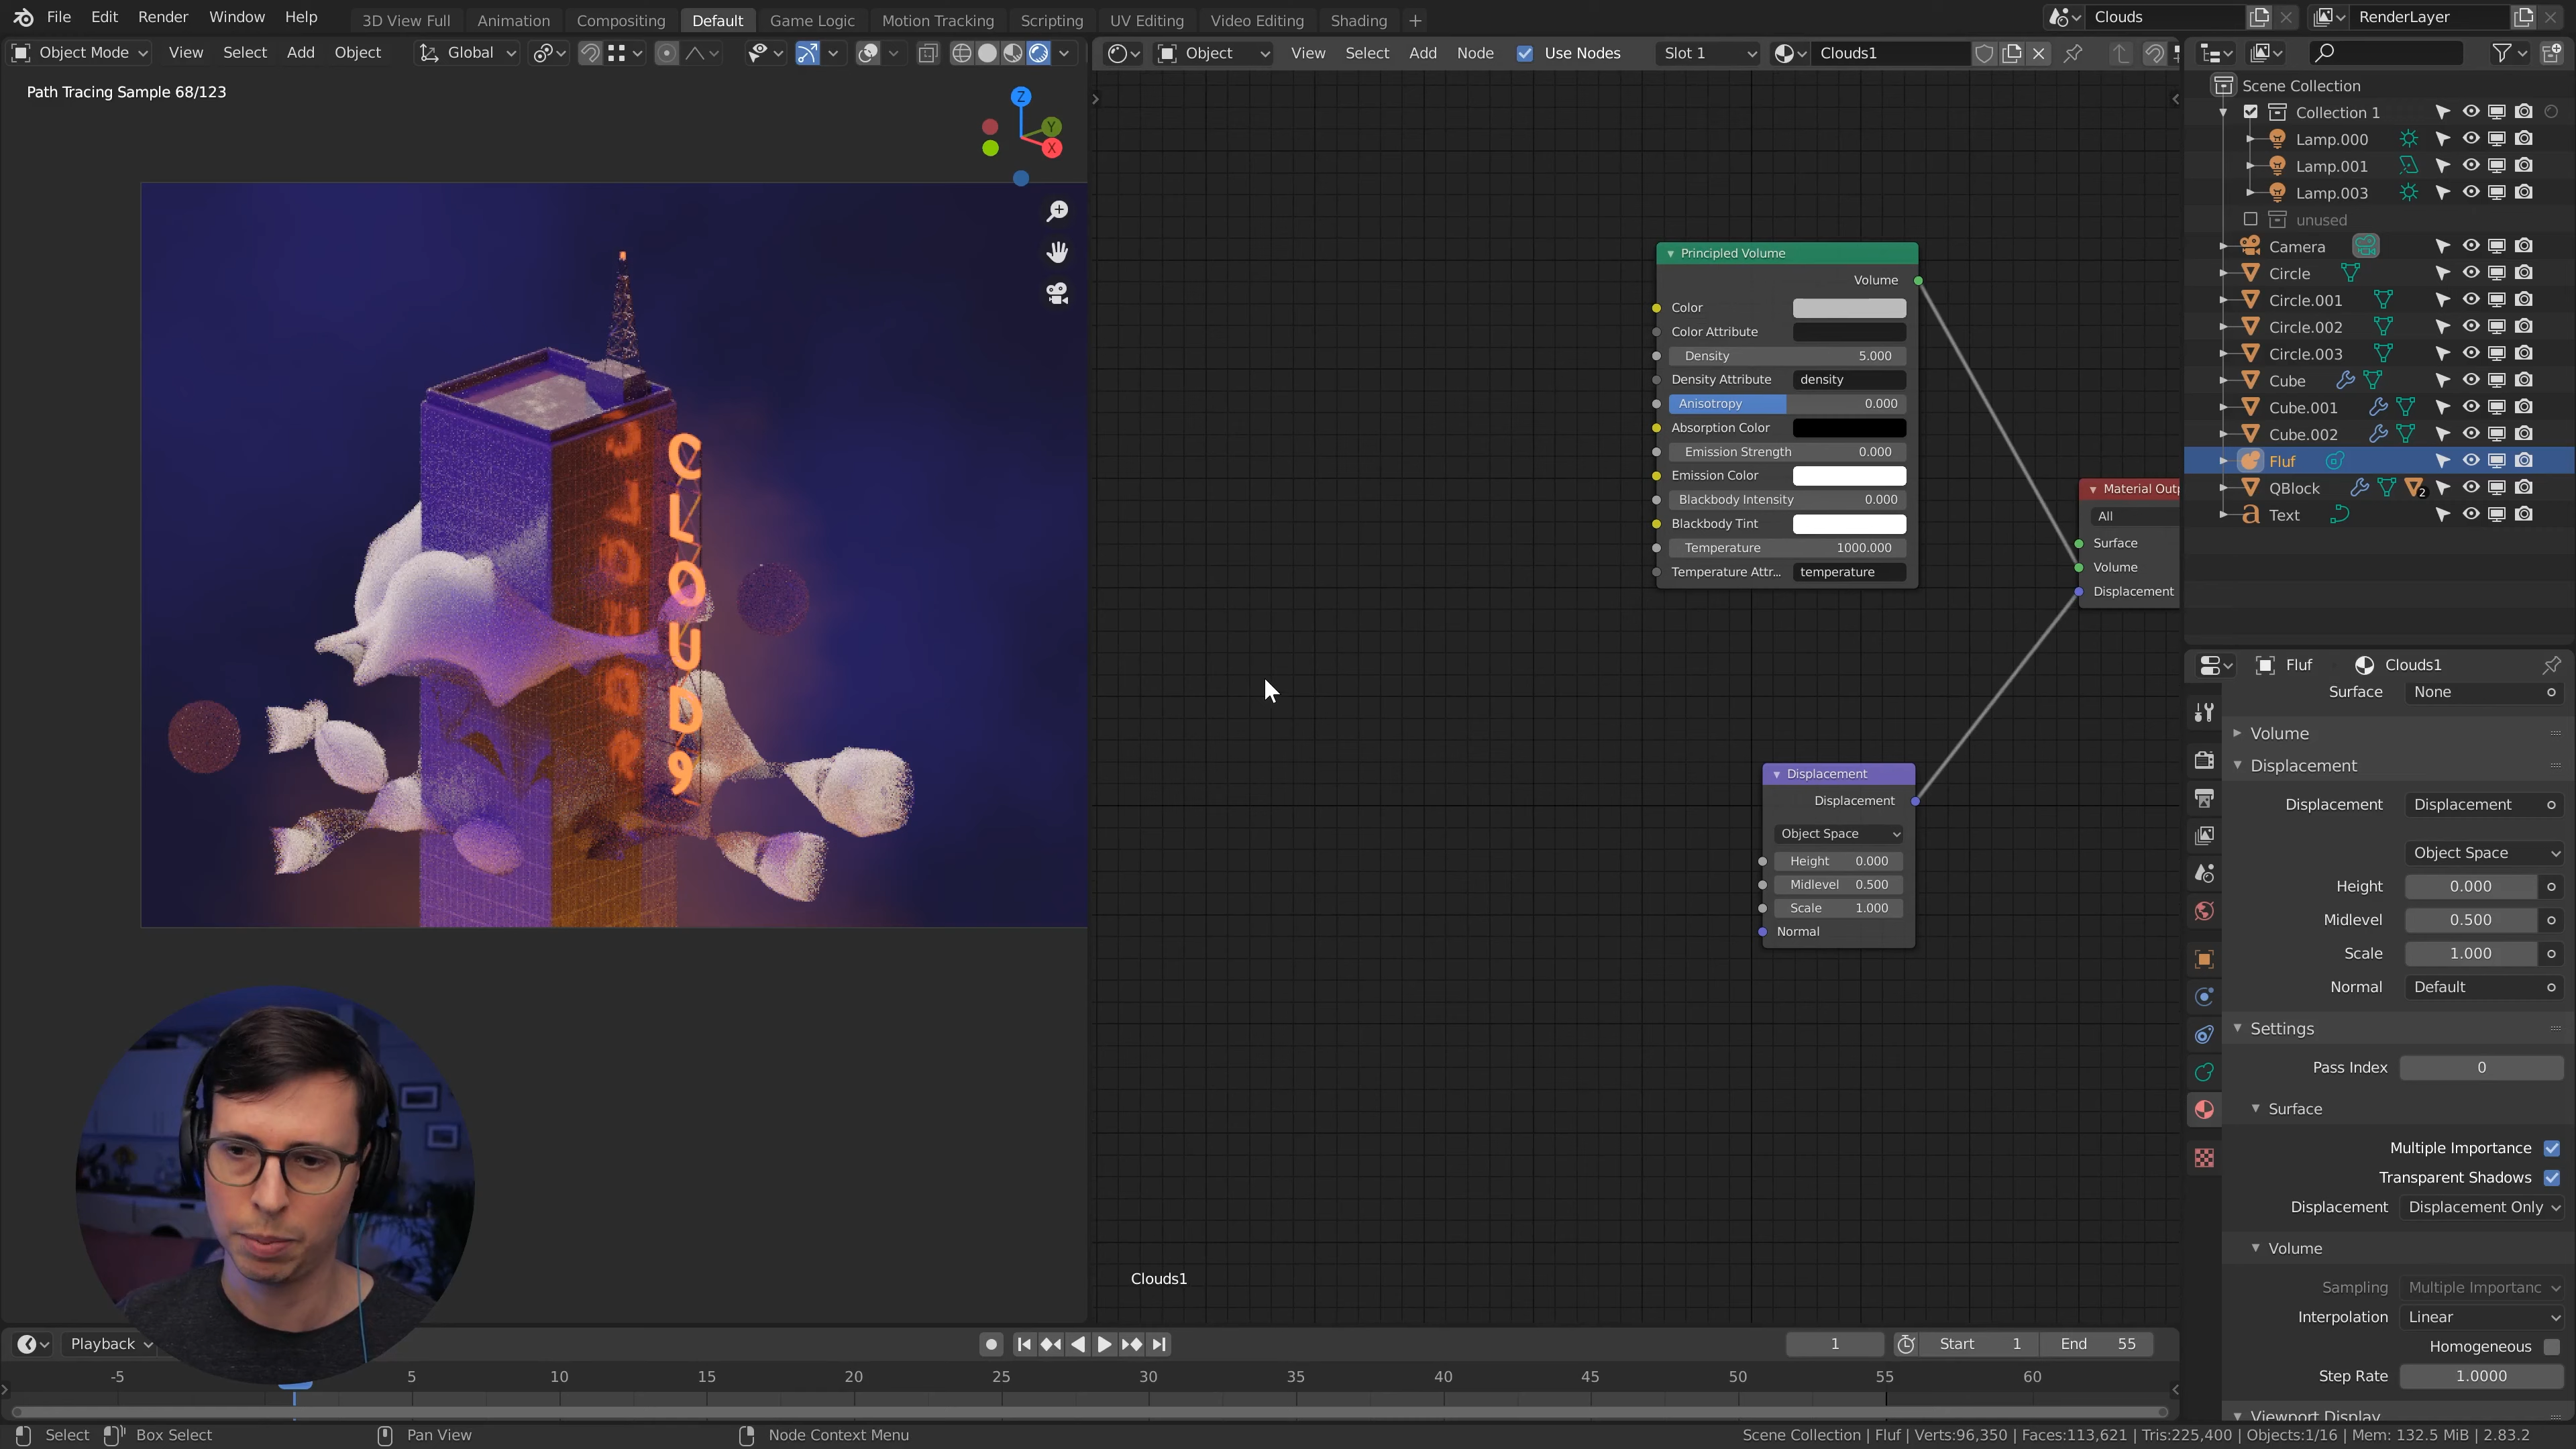 File Edit Render Window Help 3D View Full Animation Compositing Default Game Logic Motion Tracking Scripting UV Editing Video Editing Shading + Clouds RenderLayer
Object Mode View Select Add Object Global Object View Select Add Node Use Nodes Slot 1 Clouds1
Path Tracing Sample 68/123
Z
Y
X
CLOUD9
Principled Volume
Volume
Color
Color Attribute
Density 5.000
Density Attribute density
Anisotropy 0.000
Absorption Color
Emission Strength 0.000
Emission Color
Blackbody Intensity 0.000
Blackbody Tint
Temperature 1000.000
Temperature Attr... temperature
Material Outp
All
Surface
Volume
Displacement
Displacement
Displacement
Object Space
Height 0.000
Midlevel 0.500
Scale 1.000
Normal
Clouds1
Scene Collection
Collection 1
Lamp.000
Lamp.001
Lamp.003
unused
Camera
Circle
Circle.001
Circle.002
Circle.003
Cube
Cube.001
Cube.002
Fluf
QBlock 2
Text
Fluf Clouds1
Surface None
Volume
Displacement
Displacement Displacement
Object Space
Height 0.000
Midlevel 0.500
Scale 1.000
Normal Default
Settings
Pass Index 0
Surface
Multiple Importance
Transparent Shadows
Displacement Displacement Only
Volume
Sampling Multiple Importanc
Interpolation Linear
Homogeneous
Step Rate 1.0000
Viewport Display
Playback 1 Start 1 End 55
-5 5 10 15 20 25 30 35 40 45 50 55 60
Select Box Select Pan View Node Context Menu Scene Collection | Fluf | Verts:96,350 | Faces:113,621 | Tris:225,400 | Objects:1/16 | Mem: 132.5 MiB | 2.83.2